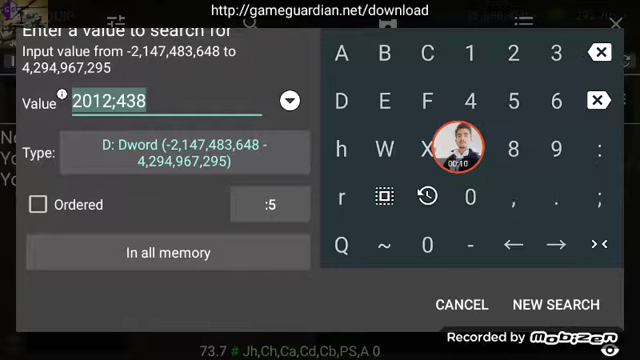 http://gameguardian.net/download
Enter a value to search for
Input value from -2,147,483,648 to
4,294,967,295
Value
2012;438
Type:
D: Dword (-2,147,483,648 -
4,294,967,295)
Ordered
:5
In all memory
A B C 1 2 3
D E F 4 5 6
h W X 8 9 :
r 0 , . ;
Q ~ 0 - ← → ><
00:10
CANCEL NEW SEARCH
Recorded by MOBIZEN
73.7 # Jh,Ch,Ca,Cd,Cb,PS,A 0